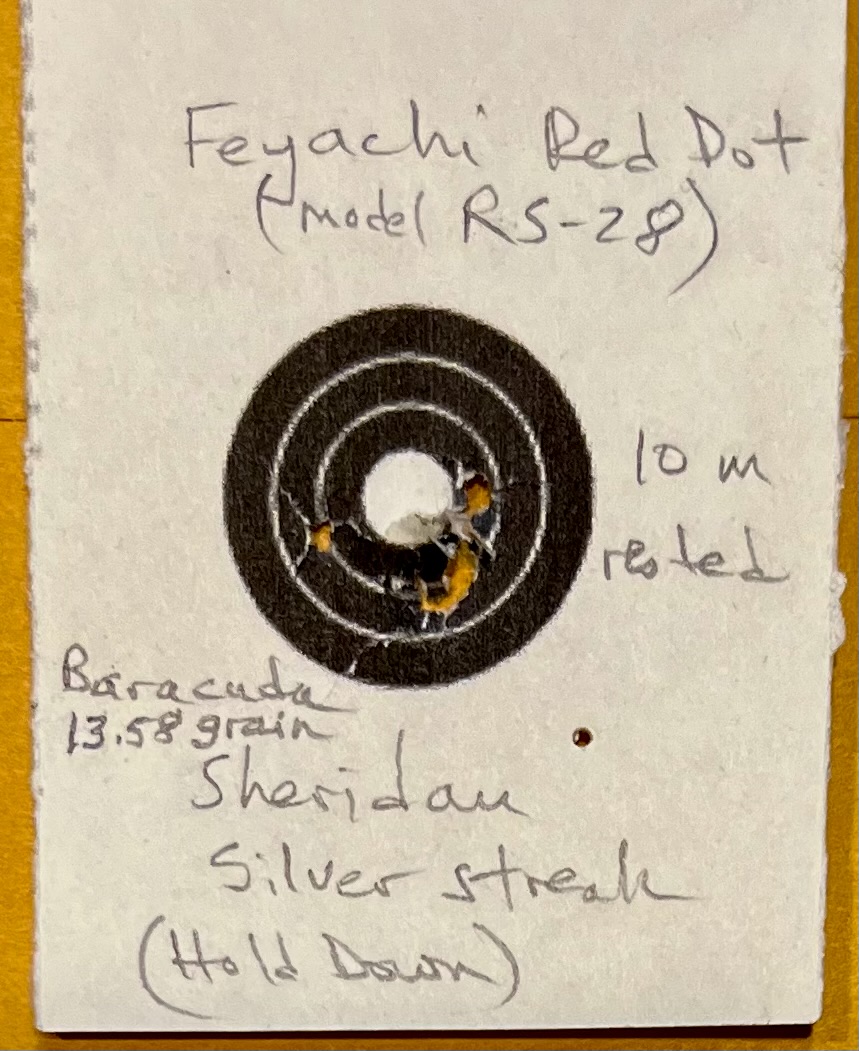 Feyachi Red Dot
(model RS-28)
10 m
rested
Baracuda
13.58 grain
Sheridan
Silver streak
(Hold Down)